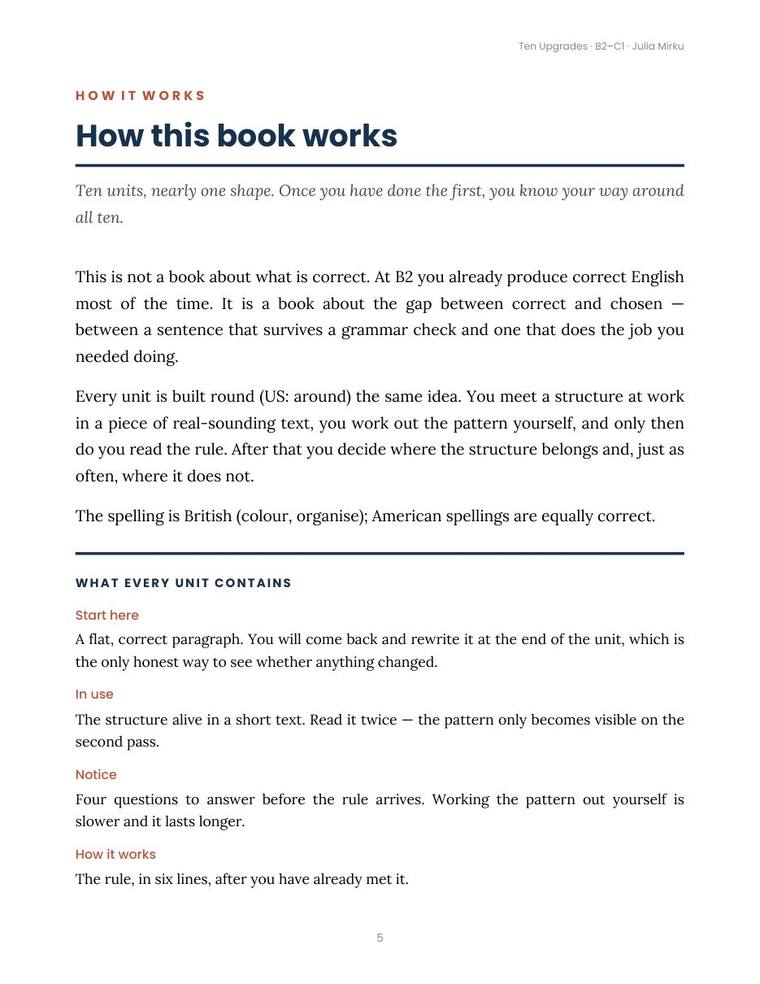 Ten Upgrades · B2–C1 · Julia Mirku
HOW IT WORKS
How this book works
Ten units, nearly one shape. Once you have done the first, you know your way around
all ten.
This is not a book about what is correct. At B2 you already produce correct English
most of the time. It is a book about the gap between correct and chosen —
between a sentence that survives a grammar check and one that does the job you
needed doing.
Every unit is built round (US: around) the same idea. You meet a structure at work
in a piece of real-sounding text, you work out the pattern yourself, and only then
do you read the rule. After that you decide where the structure belongs and, just as
often, where it does not.
The spelling is British (colour, organise); American spellings are equally correct.
WHAT EVERY UNIT CONTAINS
Start here
A flat, correct paragraph. You will come back and rewrite it at the end of the unit, which is
the only honest way to see whether anything changed.
In use
The structure alive in a short text. Read it twice — the pattern only becomes visible on the
second pass.
Notice
Four questions to answer before the rule arrives. Working the pattern out yourself is
slower and it lasts longer.
How it works
The rule, in six lines, after you have already met it.
5